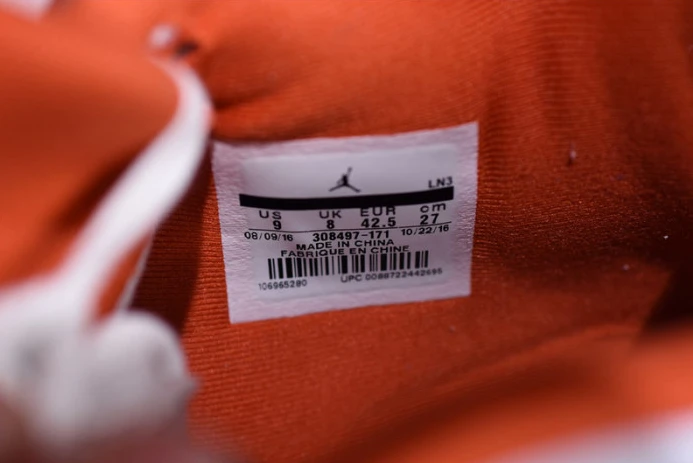 LN3
US UK EUR cm
9 8 42.5 27
08/09/16 308497-171 10/22/16
MADE IN CHINA
FABRIQUE EN CHINE
106965280 UPC 0088722442695